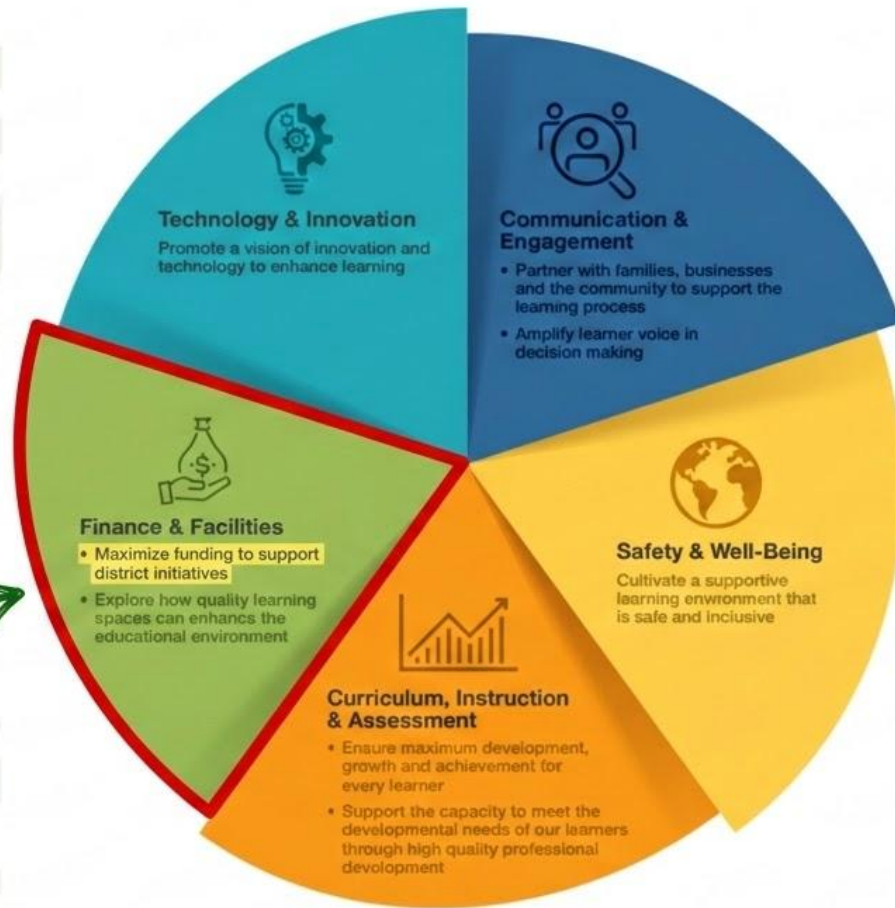 Technology & Innovation
Promote a vision of innovation and
technology to enhance learning
Communication &
Engagement
• Partner with families, businesses
and the community to support the
learning process
• Amplify learner voice in
decision making
Finance & Facilities
• Maximize funding to support
district initiatives
• Explore how quality learning
spaces can enhancs the
educational environment
Safety & Well-Being
Cultivate a supportive
learning enwronment that
is safe and inclusive
Curriculum, Instruction
& Assessment
• Ensure maximum development,
growth and achievement for
every learner
• Support the capacity to meet the
developmental needs of our learners
through high quality professional
development